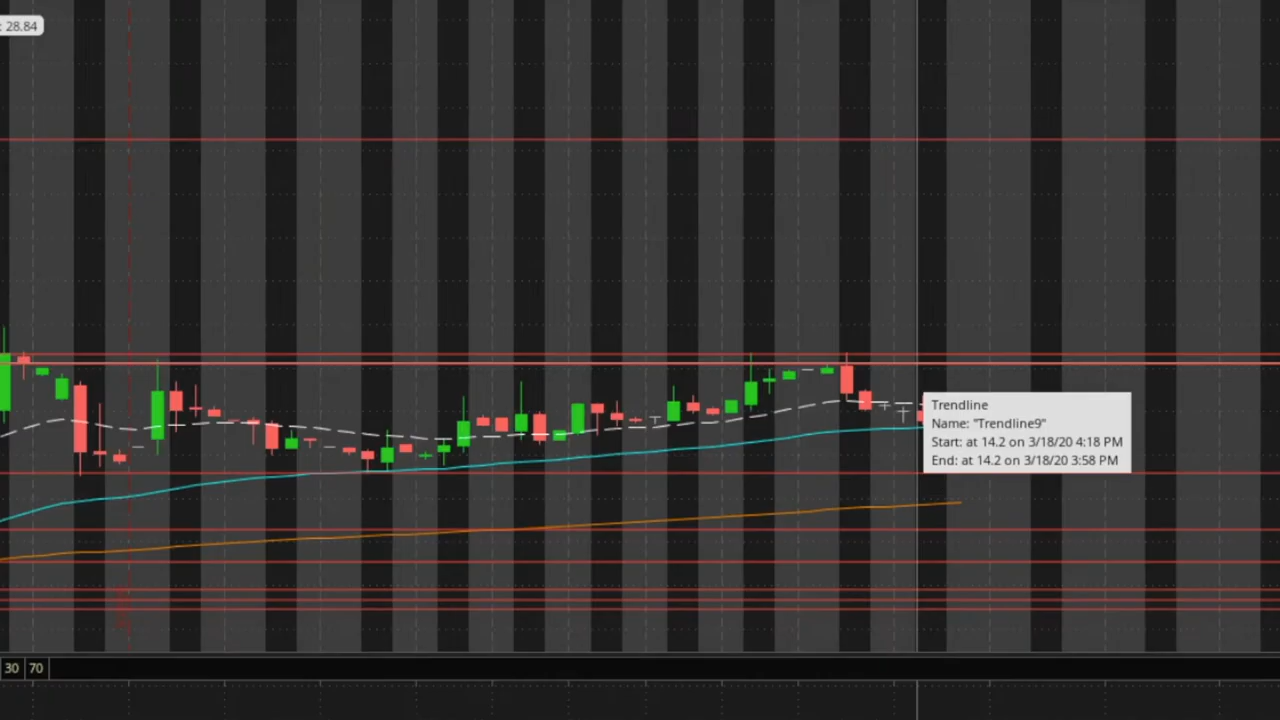 : 28.84
Trendline
Name: "Trendline9"
Start: at 14.2 on 3/18/20 4:18 PM
End: at 14.2 on 3/18/20 3:58 PM
30 70